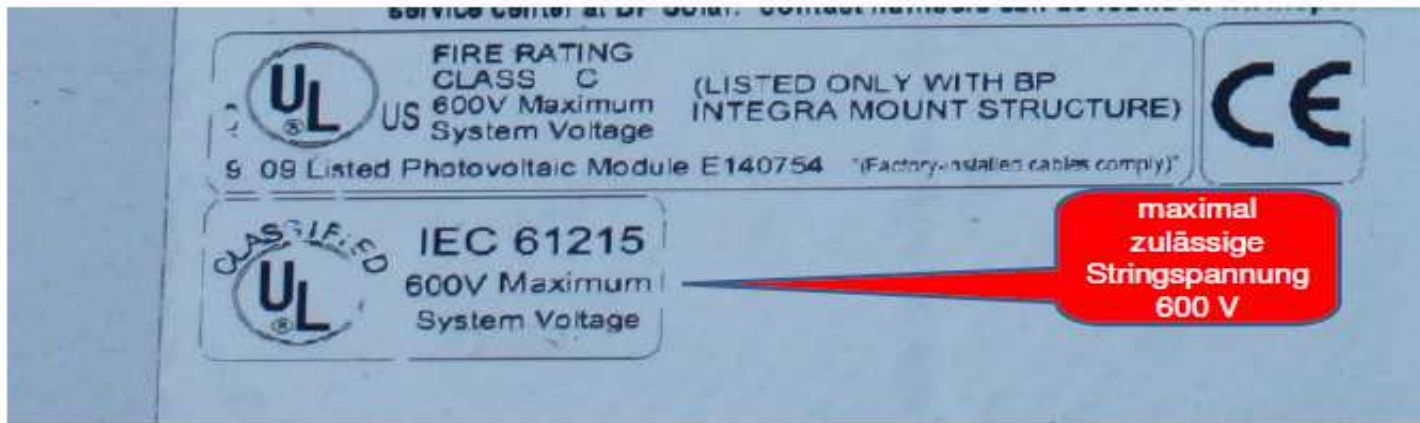 FIRE RATING
CLASS C
600V Maximum
System Voltage
(LISTED ONLY WITH BP
INTEGRA MOUNT STRUCTURE)
UL
®
US
CE
09 Listed Photovoltaic Module E140754 "(Factory-installed cables comply)"
CLASSIFIED
UL
®
IEC 61215
600V Maximum
System Voltage
maximal
zulässige
Stringspannung
600 V